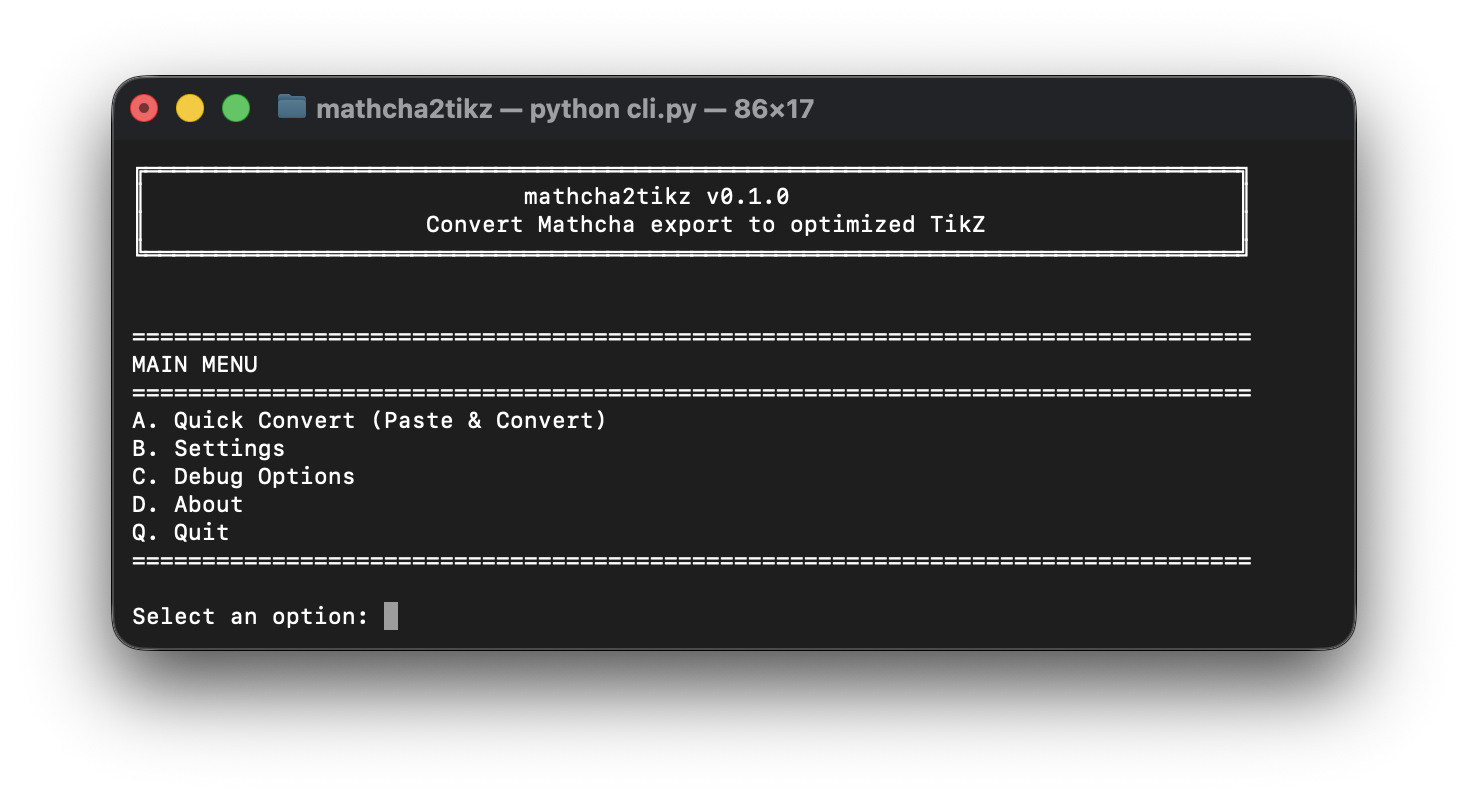 mathcha2tikz — python cli.py — 86×17
mathcha2tikz v0.1.0
Convert Mathcha export to optimized TikZ
================================================================================
MAIN MENU
================================================================================
A. Quick Convert (Paste & Convert)
B. Settings
C. Debug Options
D. About
Q. Quit
================================================================================
Select an option: